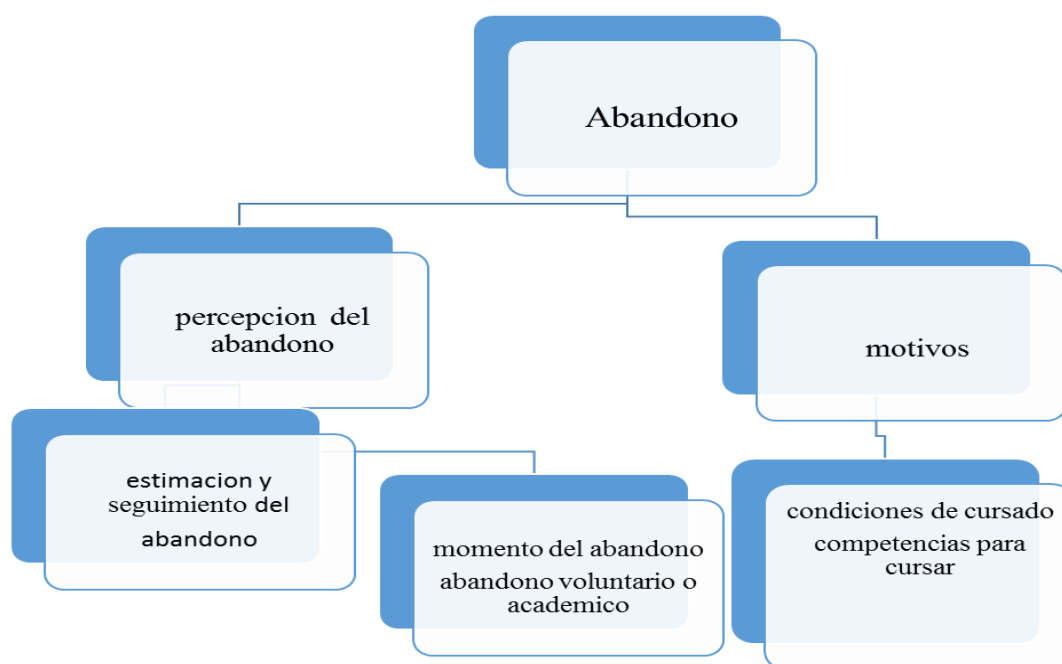 Abandono
percepcion del
abandono
motivos
estimacion y
seguimiento del
abandono
momento del abandono
abandono voluntario o
academico
condiciones de cursado
competencias para
cursar